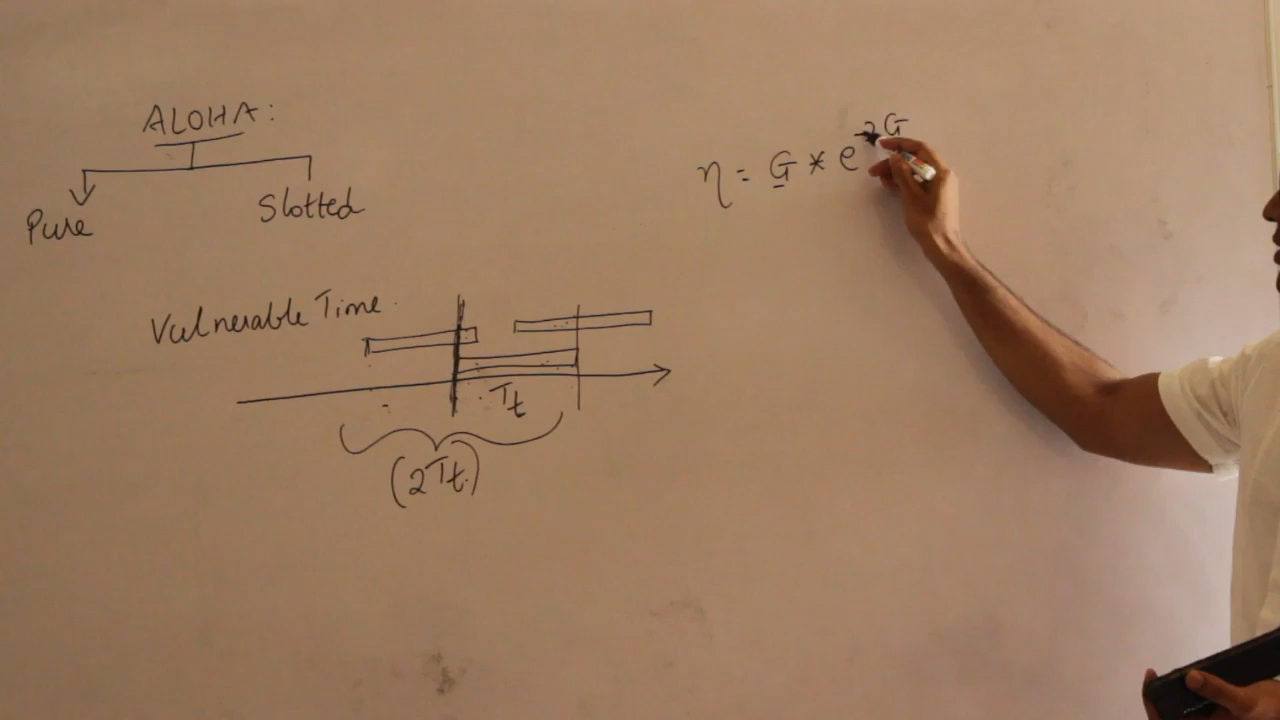 ALOHA:
Pure
Slotted
η = G * e^-2G
Vulnerable Time.
Tt
(2Tt)